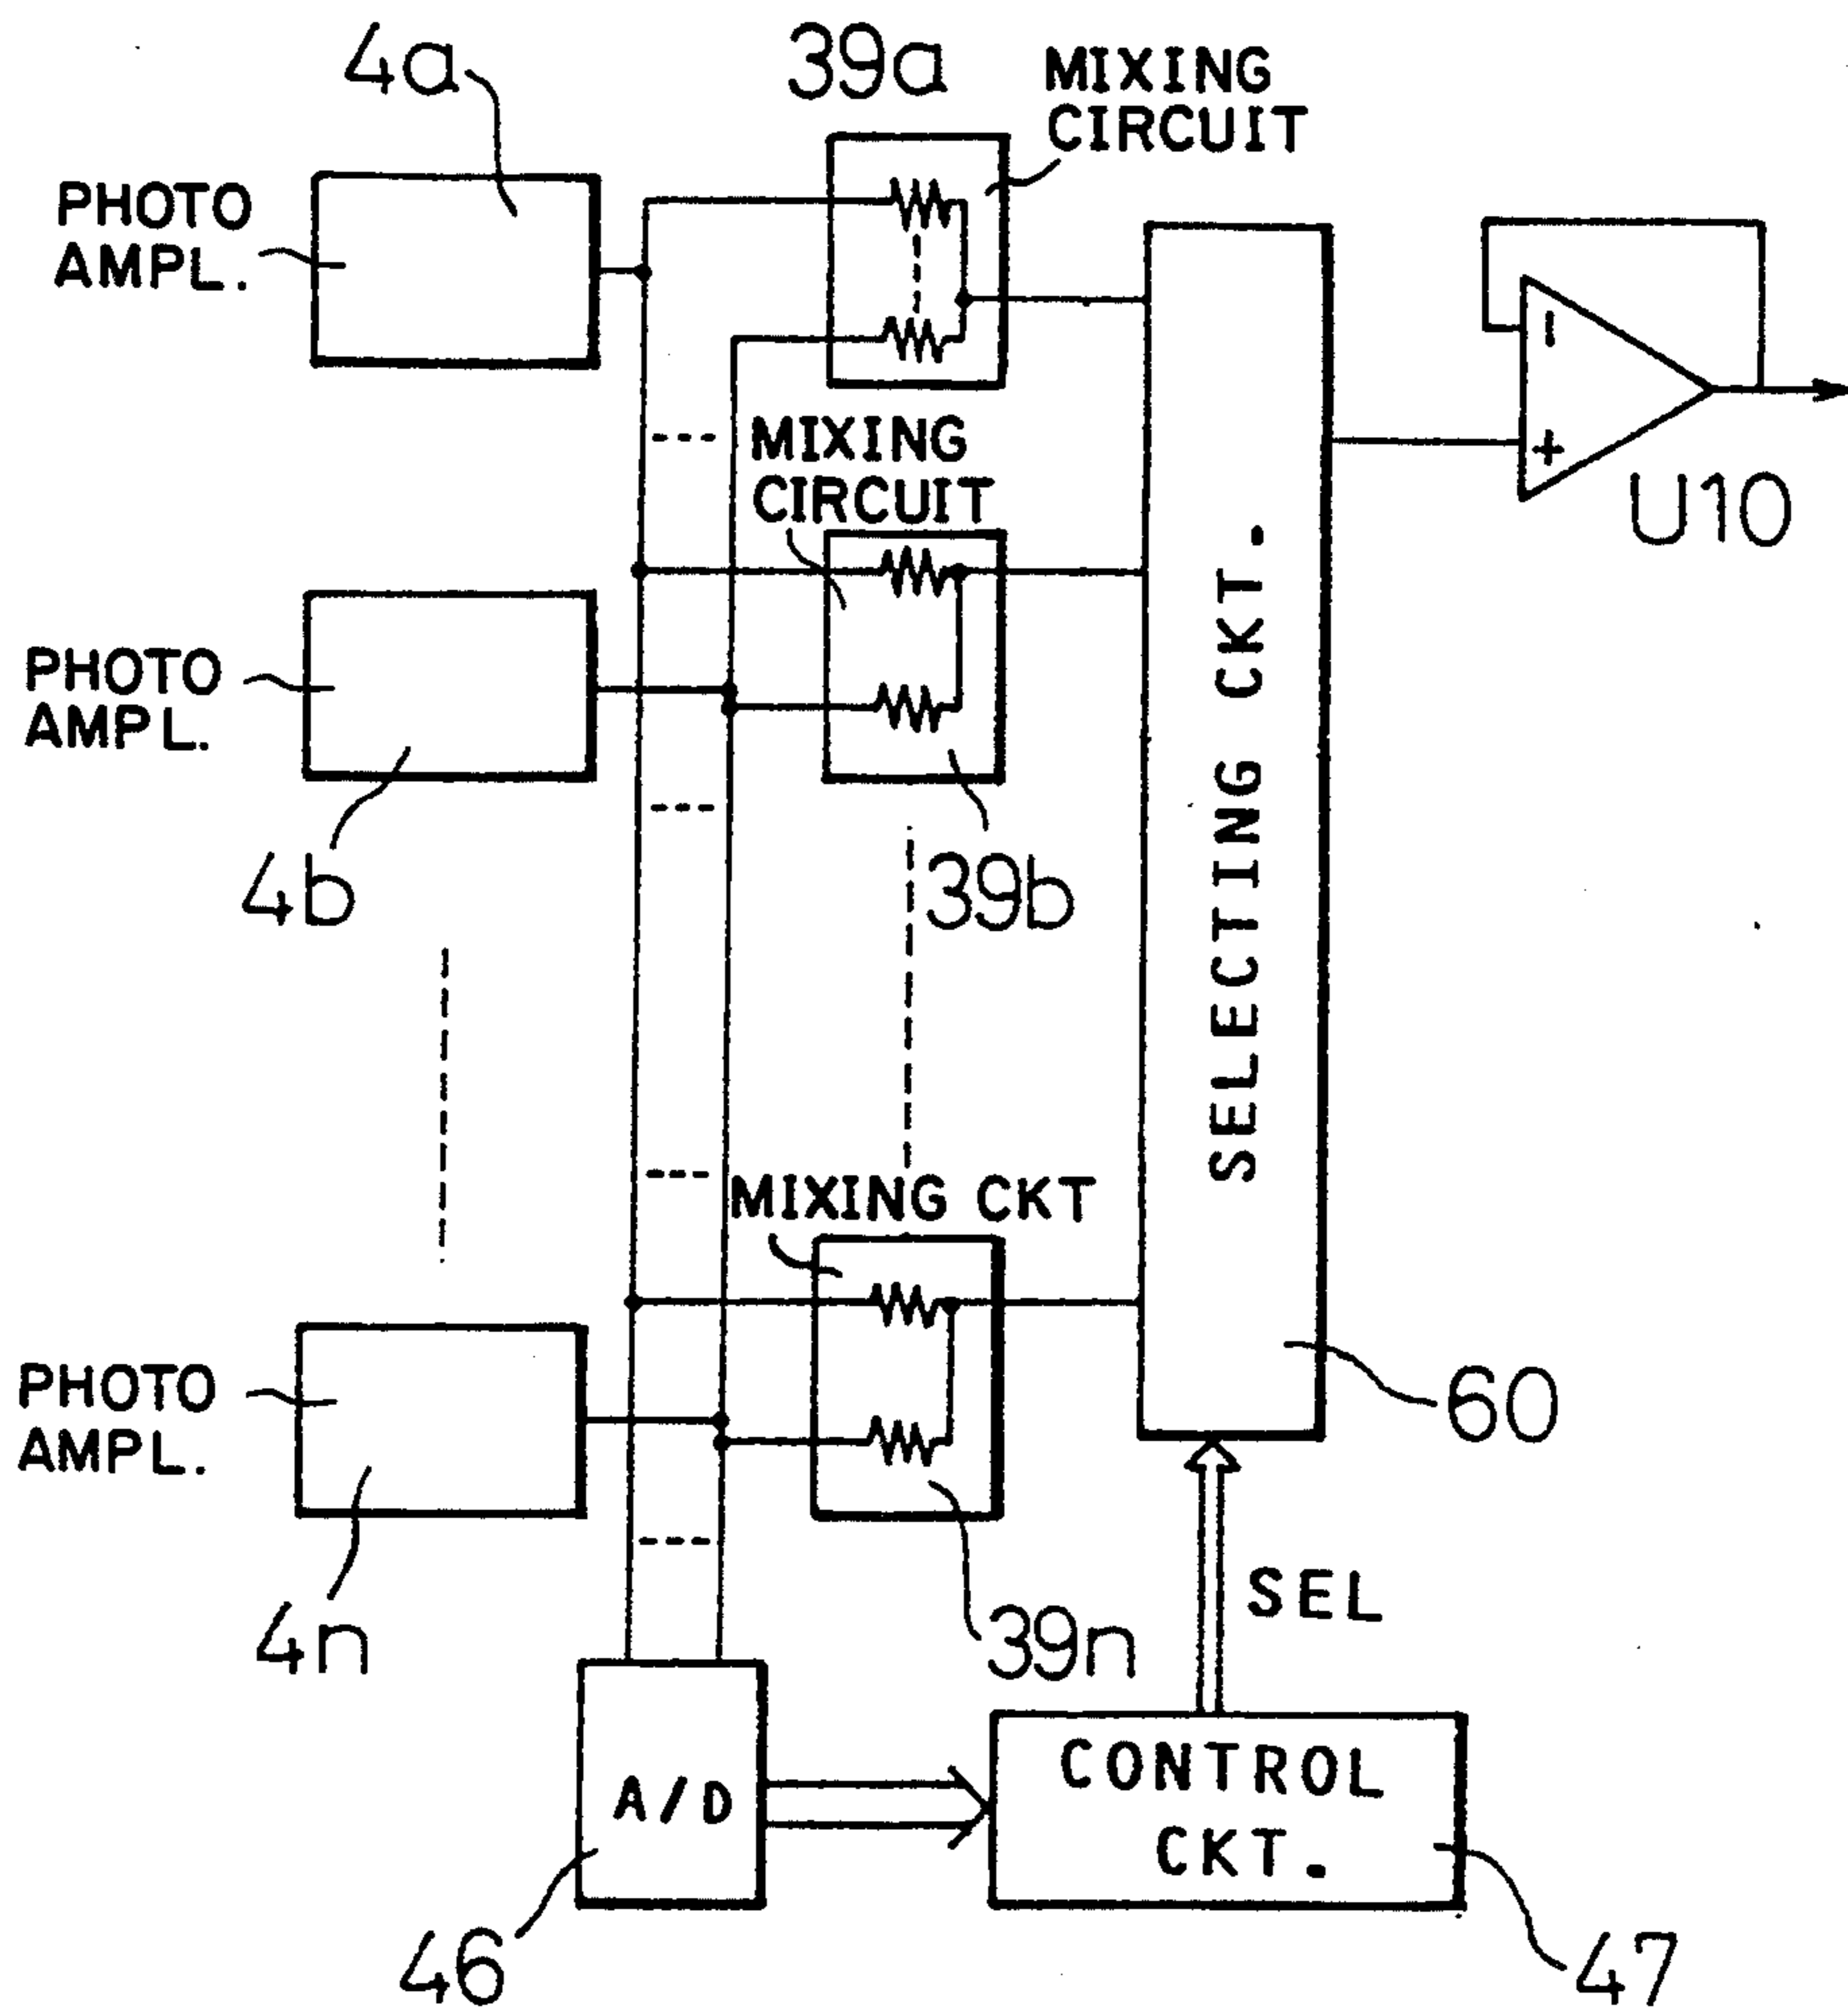 4a
39a
MIXING
CIRCUIT
PHOTO
AMPL.
MIXING
CIRCUIT
-
+
U10
PHOTO
AMPL.
4b
39b
SELECTING CKT.
MIXING CKT
PHOTO
AMPL.
60
4n
39n
SEL
A/D
CONTROL
CKT.
46
47